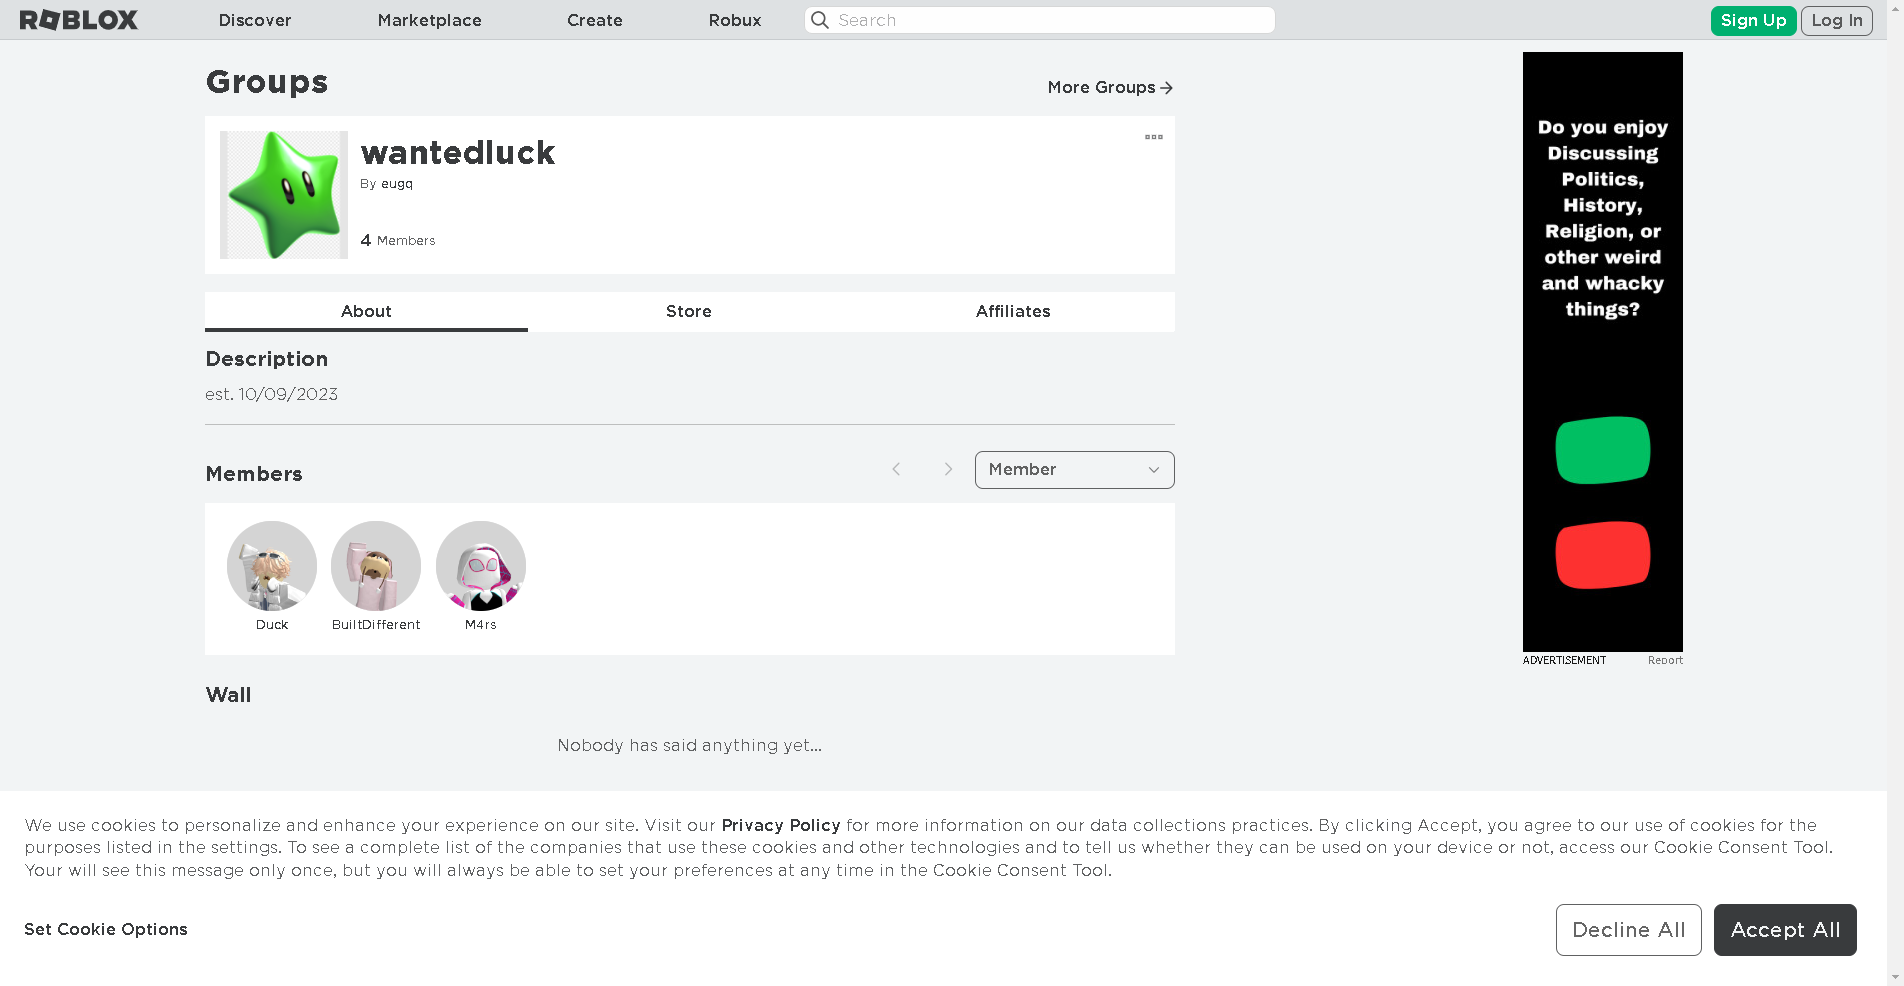 ROBLOX
Discover
Marketplace
Create
Robux
Search
Sign Up
Log In
Groups
More Groups
wantedluck
By eugq
4 Members
About
Store
Affiliates
Description
est. 10/09/2023
Members
Member
Duck
BuiltDifferent
M4rs
Wall
Nobody has said anything yet...
Do you enjoy
Discussing
Politics,
History,
Religion, or
other weird
and whacky
things?
ADVERTISEMENT
Report
We use cookies to personalize and enhance your experience on our site. Visit our Privacy Policy for more information on our data collections practices. By clicking Accept, you agree to our use of cookies for the
purposes listed in the settings. To see a complete list of the companies that use these cookies and other technologies and to tell us whether they can be used on your device or not, access our Cookie Consent Tool.
Your will see this message only once, but you will always be able to set your preferences at any time in the Cookie Consent Tool.
Set Cookie Options
Decline All
Accept All